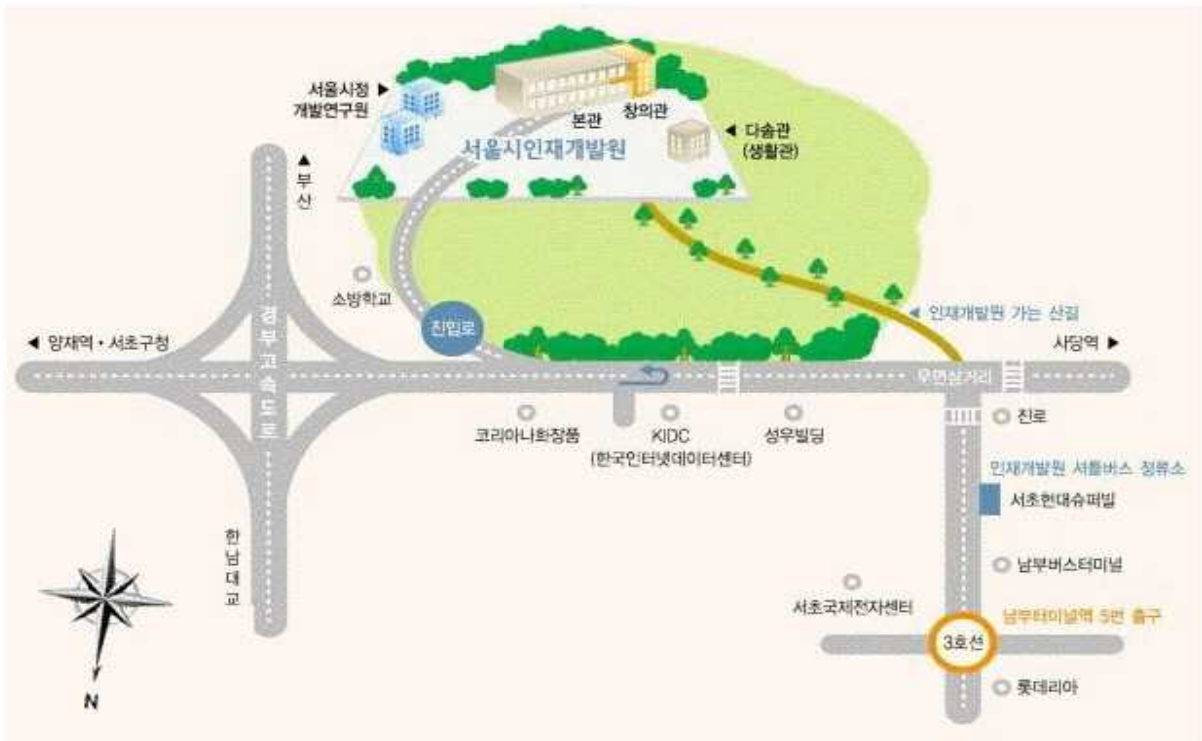 서울시정 ▶
개발연구원
본관
창의관
서울시인재개발원
◀ 다솜관
(생활관)
▲부산
소방학교
진입로
◀ 인재개발원 가는 산길
◀ 양재역・서초구청
경부고속도로
사당역 ▶
우면삼거리
코리아나화장품
KIDC
(한국인터넷데이터센터)
성우빌딩
진로
인재개발원 셔틀버스 정류소
서초현대슈퍼빌
한남대교
남부버스터미널
서초국제전자센터
남부터미널역 5번 출구
3호선
롯데리아
N